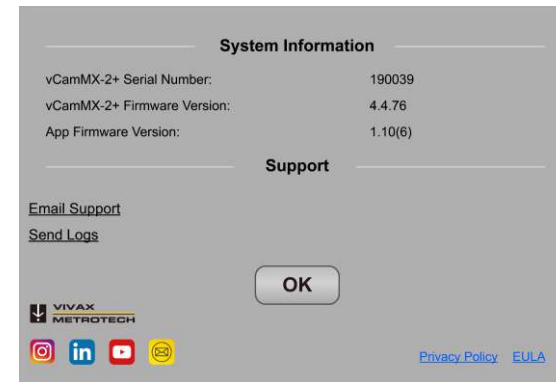 System Information
vCamMX-2+ Serial Number: 190039
vCamMX-2+ Firmware Version: 4.4.76
App Firmware Version: 1.10(6)
Support
Email Support
Send Logs
OK
VIVAX
METROTECH
in
Privacy Policy EULA